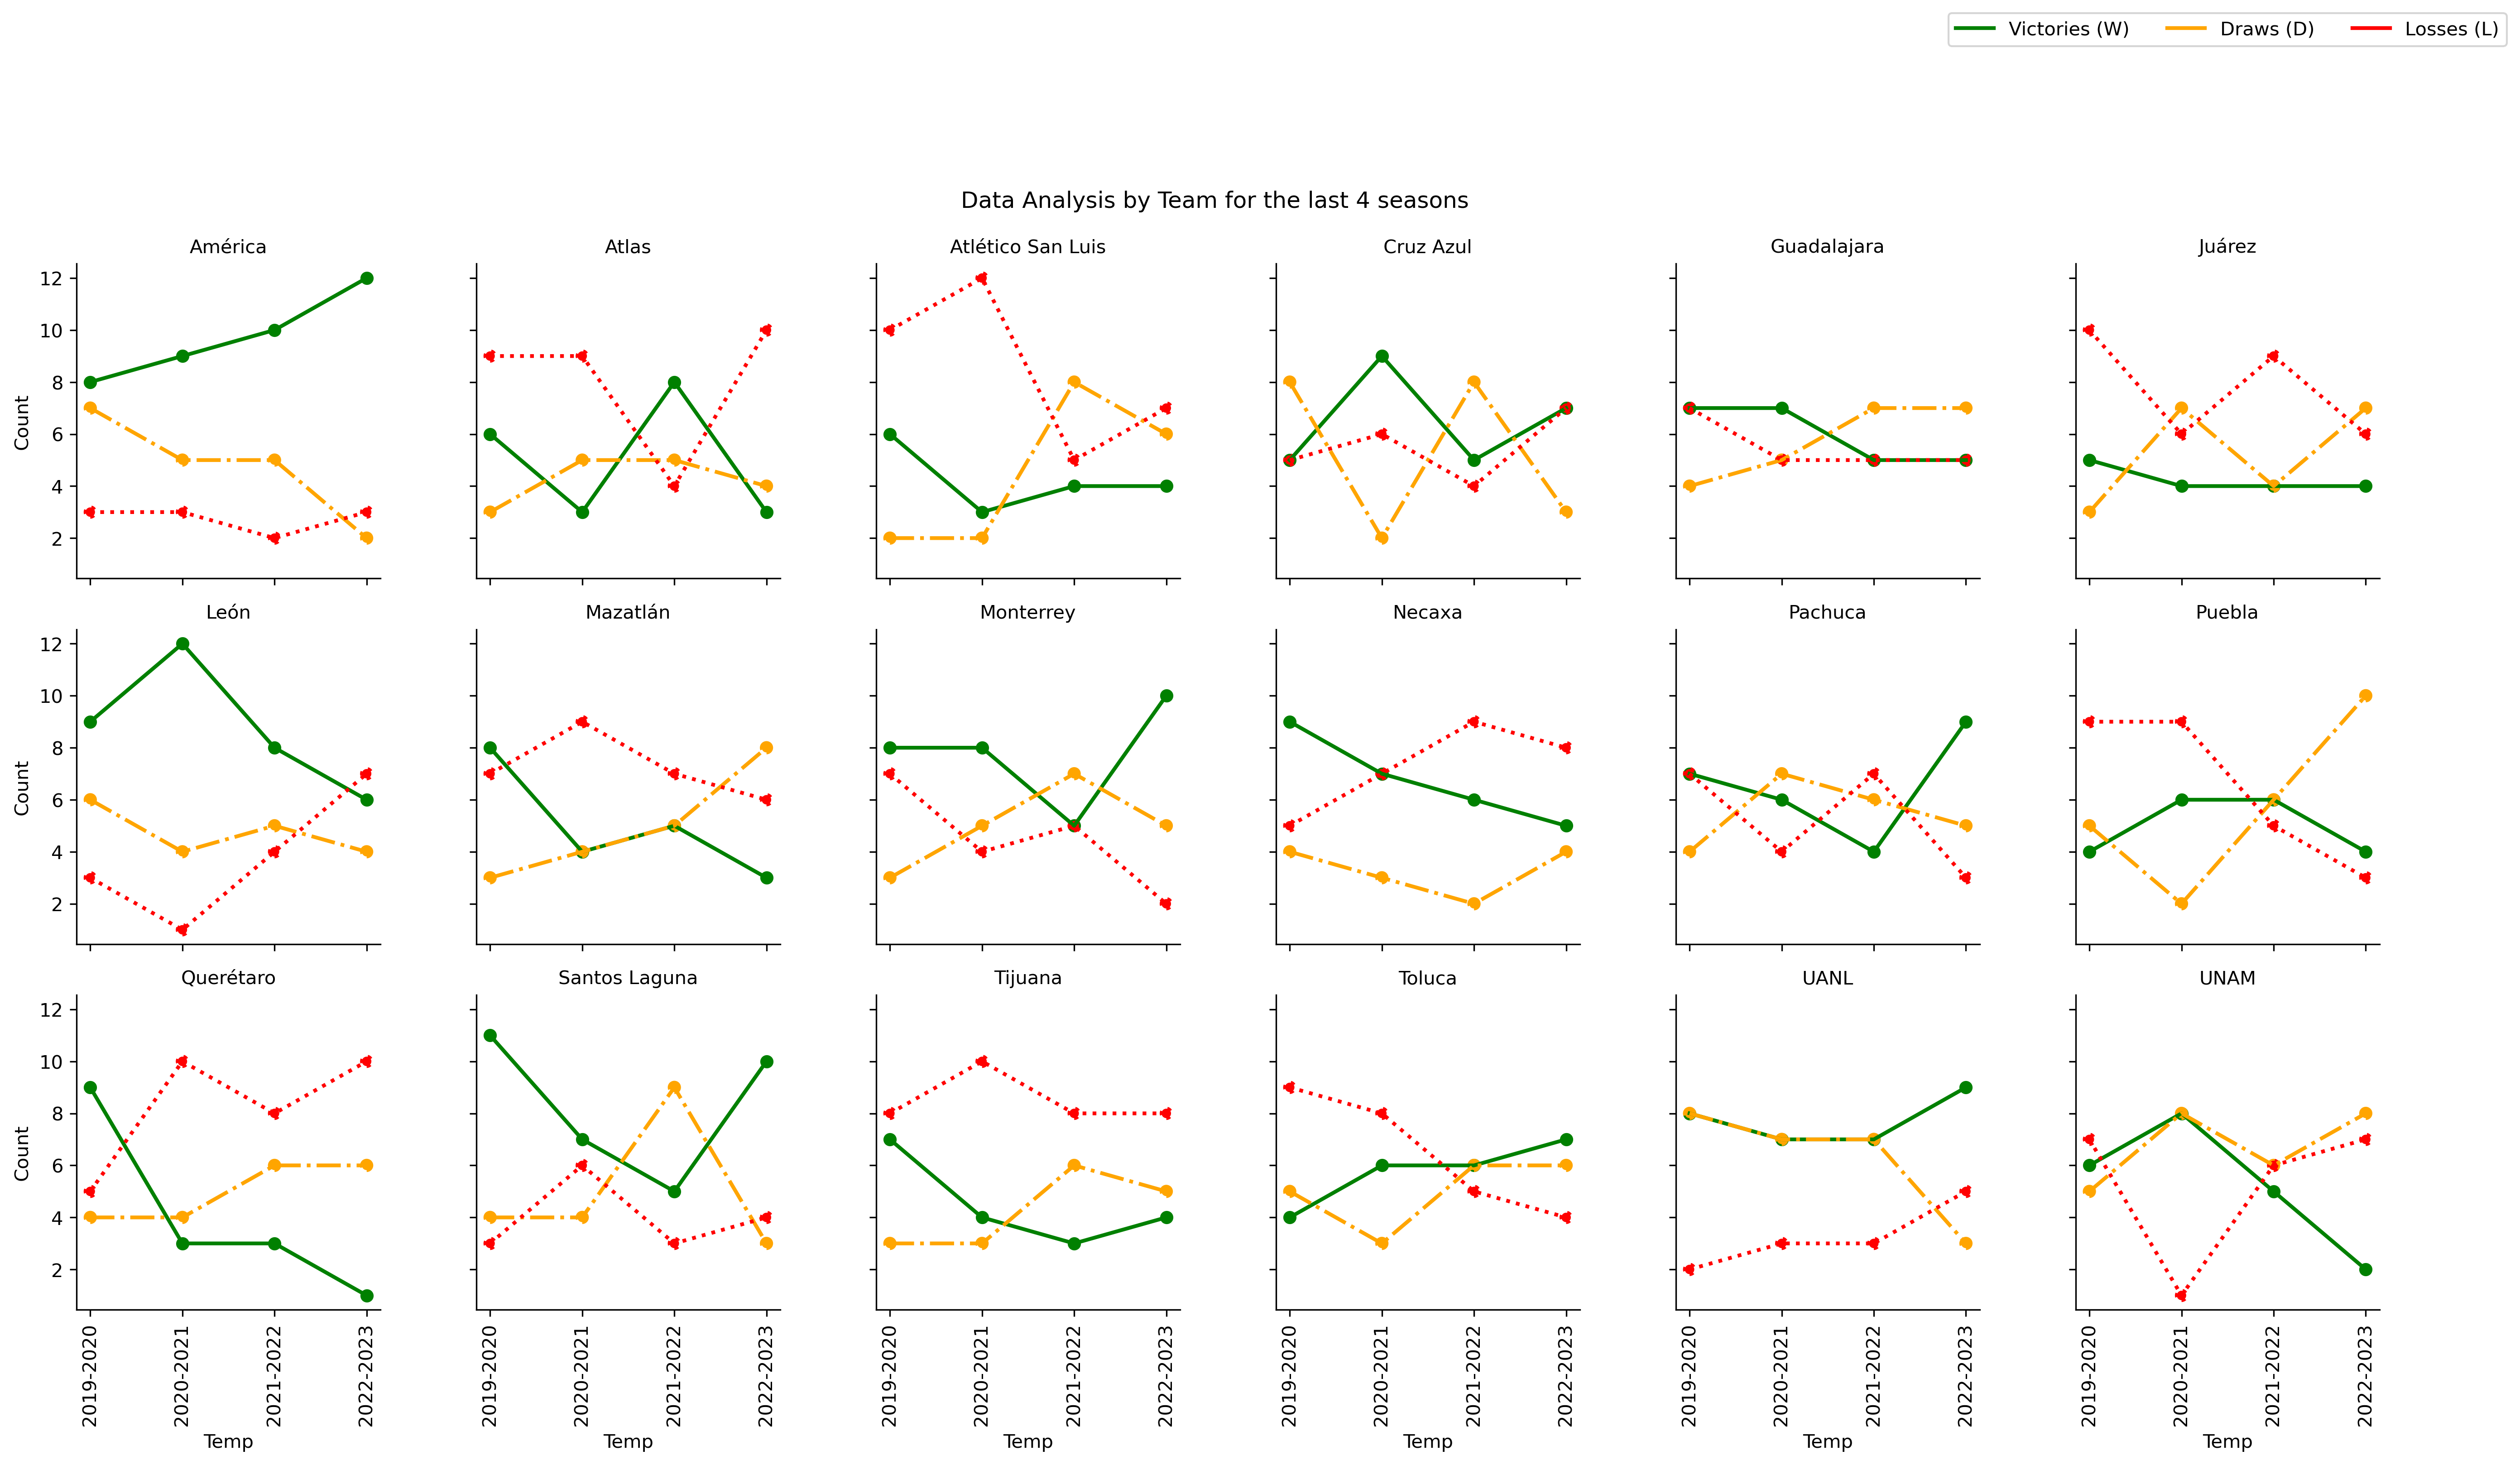 Victories (W) Draws (D) Losses (L)
Data Analysis by Team for the last 4 seasons
América Atlas Atlético San Luis Cruz Azul Guadalajara Juárez
12
10
8
6
4
2
Count
León Mazatlán Monterrey Necaxa Pachuca Puebla
12
10
8
6
4
2
Count
Querétaro Santos Laguna Tijuana Toluca UANL UNAM
12
10
8
6
4
2
Count
2019-2020 2020-2021 2021-2022 2022-2023 2019-2020 2020-2021 2021-2022 2022-2023 2019-2020 2020-2021 2021-2022 2022-2023 2019-2020 2020-2021 2021-2022 2022-2023 2019-2020 2020-2021 2021-2022 2022-2023 2019-2020 2020-2021 2021-2022 2022-2023
Temp Temp Temp Temp Temp Temp